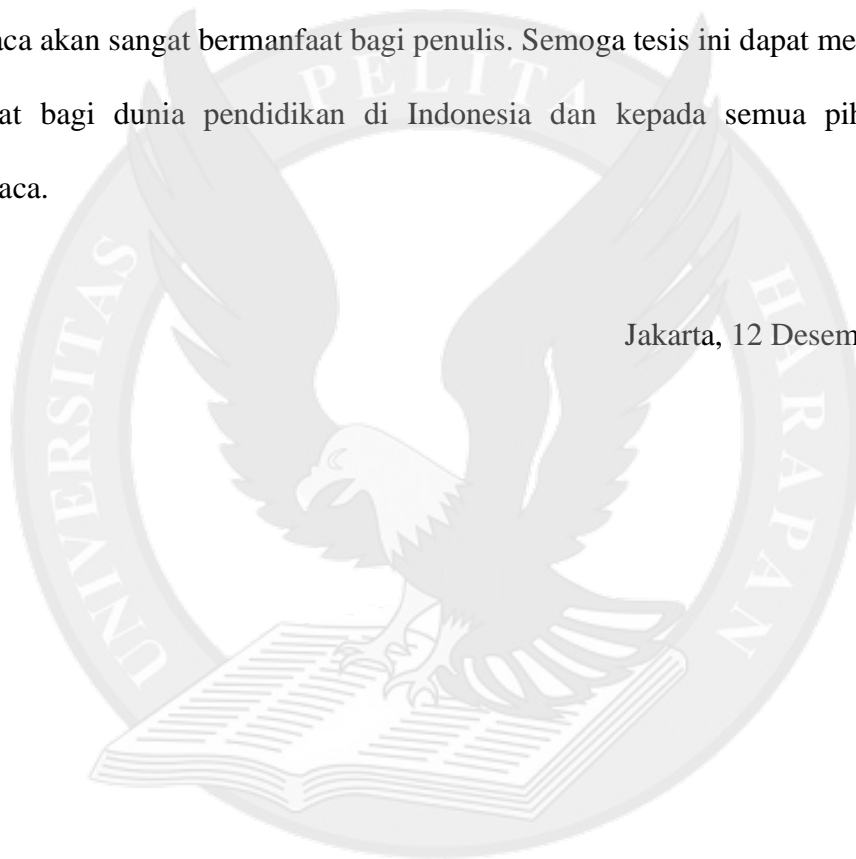 aca akan sangat bermanfaat bagi penulis. Semoga tesis ini dapat me
at bagi dunia pendidikan di Indonesia dan kepada semua pih
aca.
Jakarta, 12 Desem
UNIVERSITAS PELITA HARAPAN